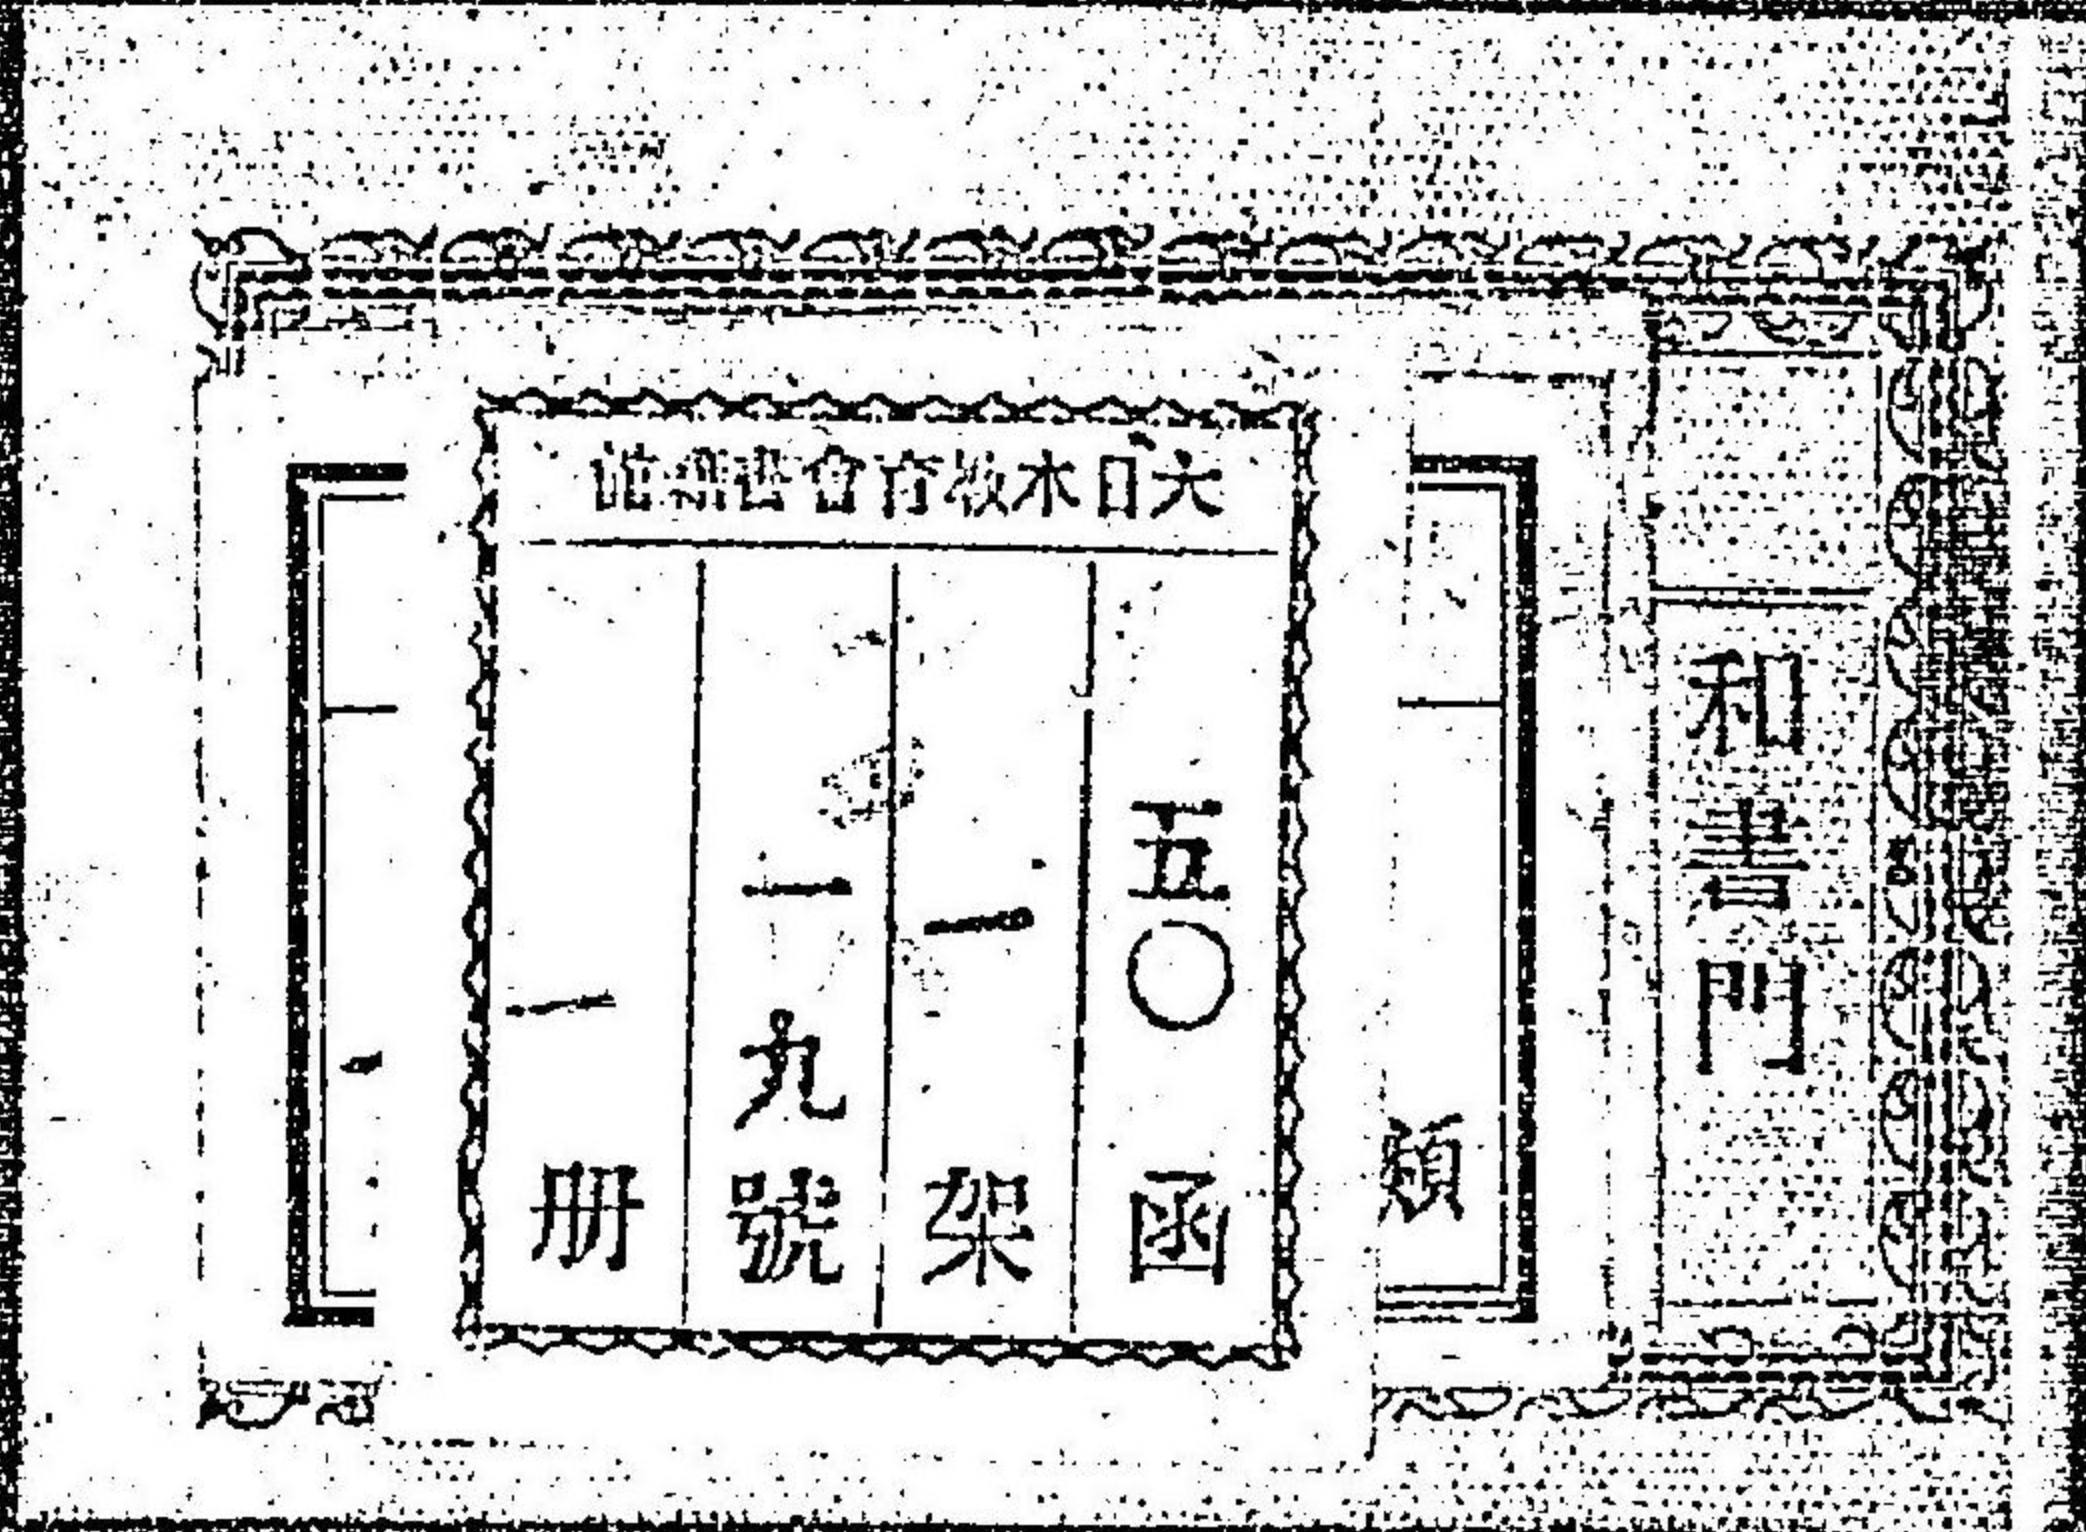 和書門
類
大日本教育會書籍館
五〇函
一架
一九號
一册